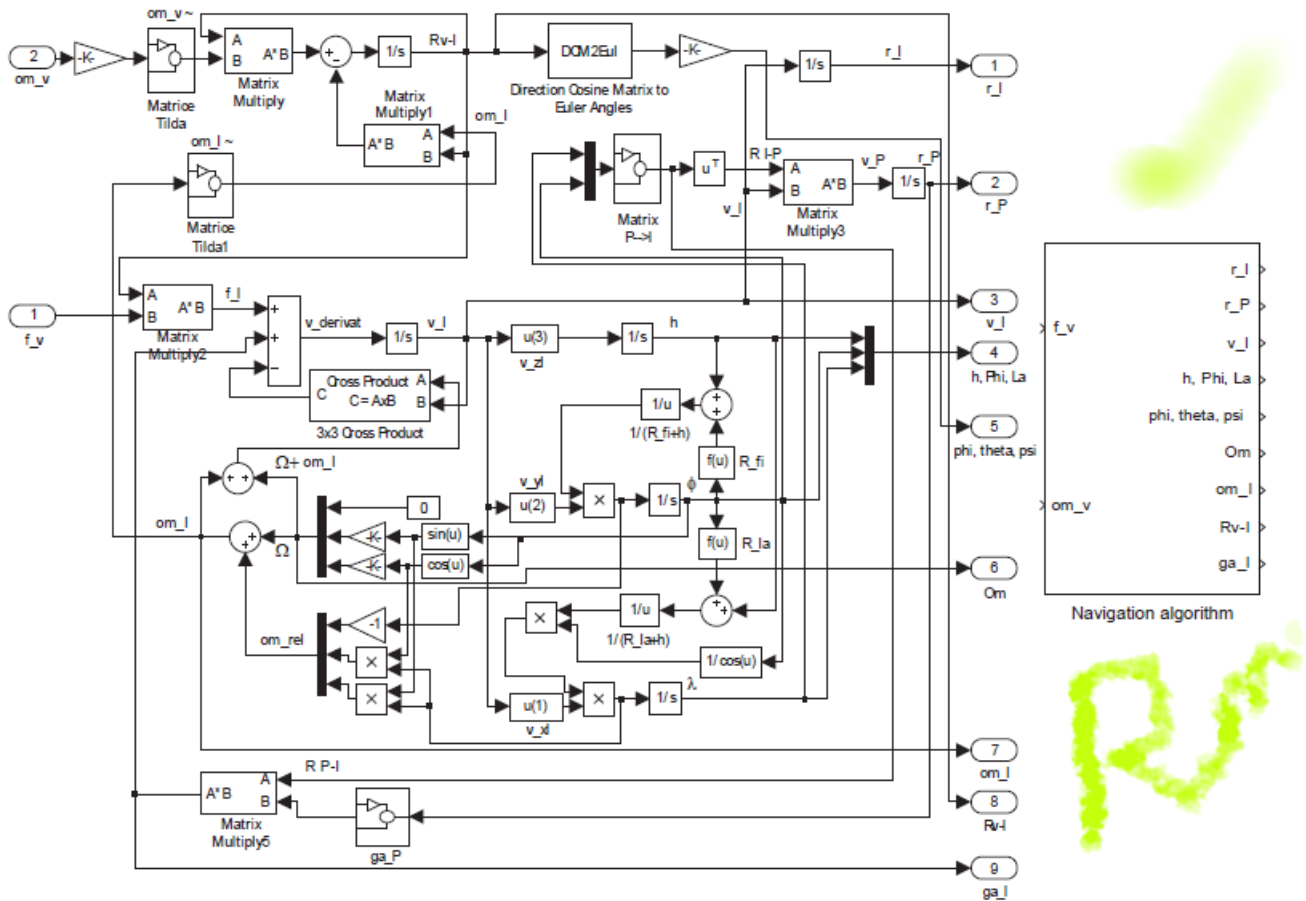 om_v ~
2
om_v
-K-
Matrice
Tilda
A
B
A*B
Matrix
Multiply
+
-
1/s
Rv-I
DCM2Eul
Direction Cosine Matrix to
Euler Angles
-K-
1/s
r_I
1
r_I
Matrix
Multiply1
om_I
A*B
A
B
om_I ~
Matrice
Tilda1
Matrix
P-->I
u T
R I-P
A
B
A*B
v_I
Matrix
Multiply3
v_P
1/s
r_P
2
r_P
1
f_v
A
B
A*B
Matrix
Multiply2
f_I
+
+
-
v_derivat
1/s
v_I
u(3)
v_zI
1/s
h
3
v_I
4
h, Phi, La
5
phi, theta, psi
Cross Product
C = AxB
C
A
B
3x3 Cross Product
1/u
1/(R_fi+h)
+
+
f(u)
R_fi
Ω+ om_I
+ +
v_yI
u(2)
×
1/s
ϕ
0
om_I
+
+
Ω
-K-
-K-
sin(u)
cos(u)
f(u)
R_la
6
Om
-1
om_rel
×
×
×
1/u
1/(R_la+h)
+
+
1/cos(u)
u(1)
v_xI
×
1/s
λ
7
om_I
R P-I
A*B
A
B
Matrix
Multiply5
ga_P
8
Rv-I
9
ga_I
f_v
om_v
r_I
r_P
v_I
h, Phi, La
phi, theta, psi
Om
om_I
Rv-I
ga_I
Navigation algorithm